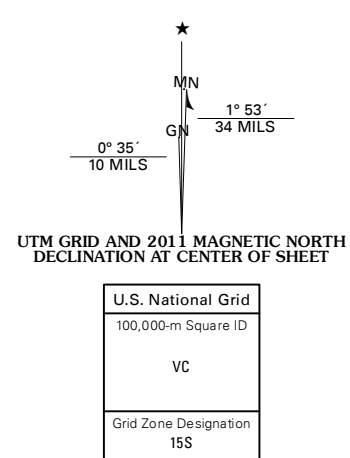 ★
MN
GN
1° 53´
34 MILS
0° 35´
10 MILS
UTM GRID AND 2011 MAGNETIC NORTH
DECLINATION AT CENTER OF SHEET
U.S. National Grid
100,000-m Square ID
VC
Grid Zone Designation
15S